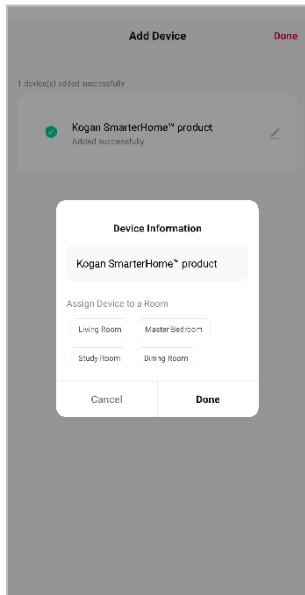 Add Device
Done
1 device(s) added successfully
Kogan SmarterHome™ product
Added successfully
Device Information
Kogan SmarterHome™ product
Assign Device to a Room
Living Room
Master Bedroom
Study Room
Dining Room
Cancel
Done